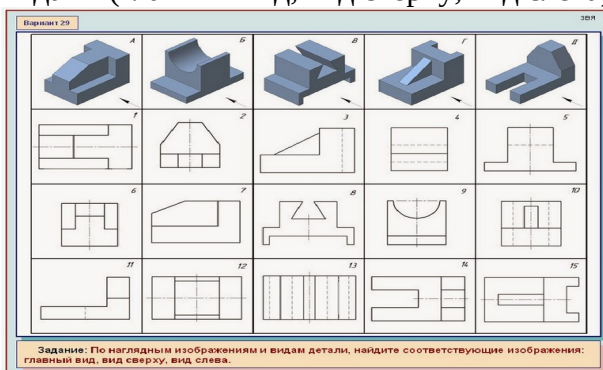 Вариант 29
ЗВЯ
А
Б
В
Г
Д
1
2
3
4
5
6
7
8
9
10
11
12
13
14
15
Задание: По наглядным изображениям и видам детали, найдите соответствующие изображения:
главный вид, вид сверху, вид слева.